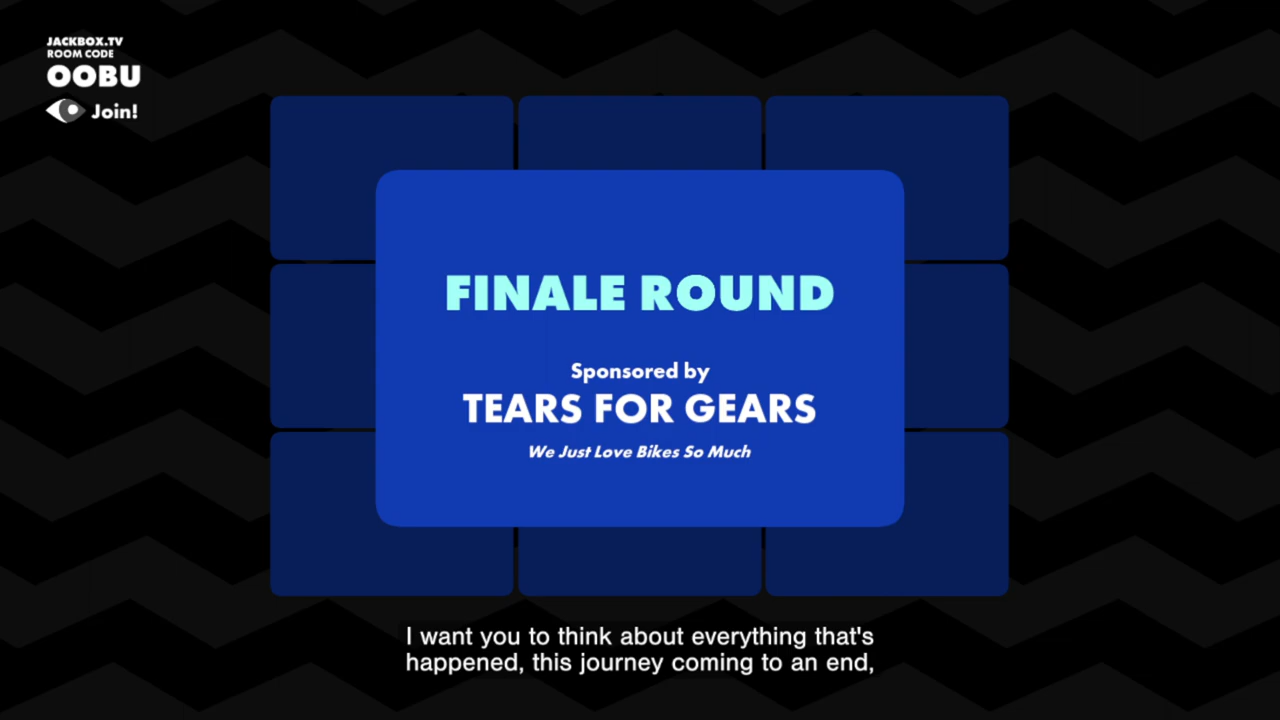 JACKBOX.TV
ROOM CODE
OOBU
Join!
FINALE ROUND
Sponsored by
TEARS FOR GEARS
We Just Love Bikes So Much
I want you to think about everything that's
happened, this journey coming to an end,